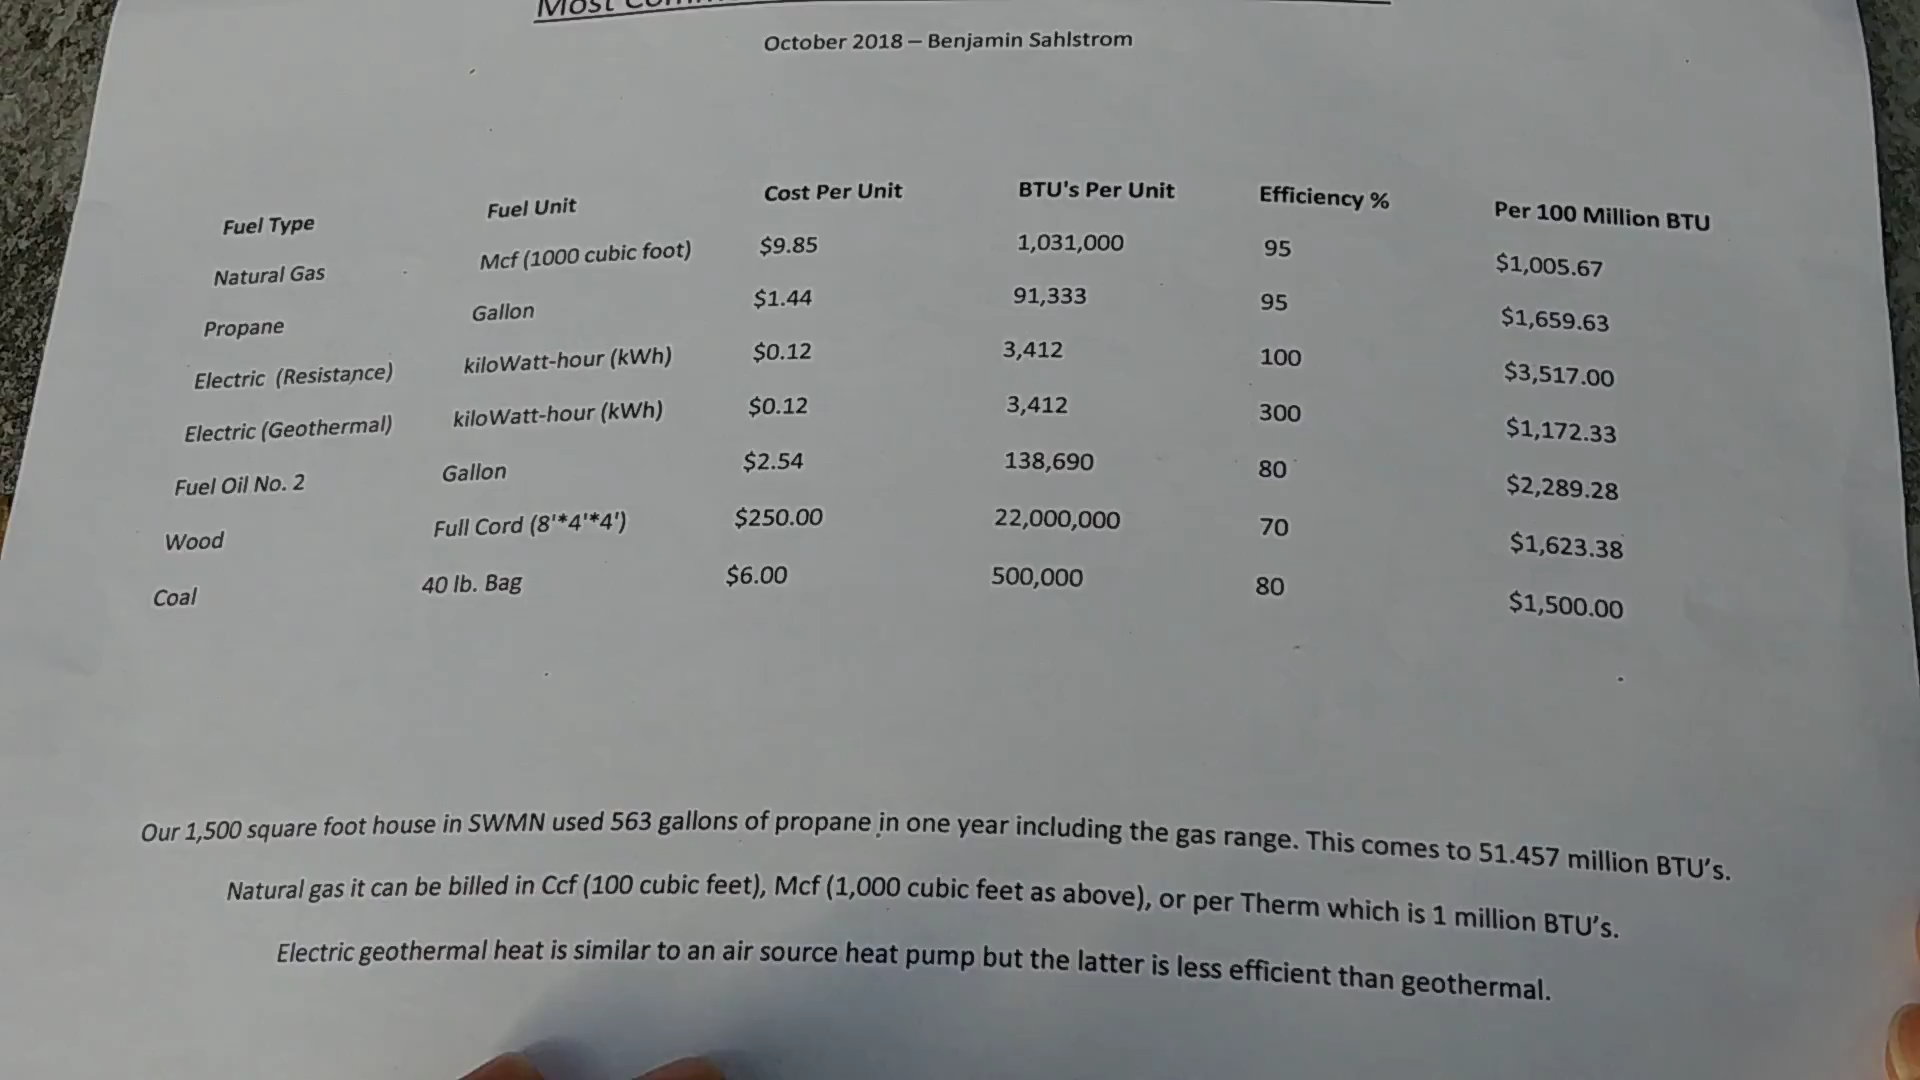 Most
October 2018 – Benjamin Sahlstrom
Fuel Type Fuel Unit Cost Per Unit BTU's Per Unit Efficiency % Per 100 Million BTU
Natural Gas Mcf (1000 cubic foot) $9.85 1,031,000 95 $1,005.67
Propane Gallon $1.44 91,333 95 $1,659.63
Electric (Resistance) kiloWatt-hour (kWh) $0.12 3,412 100 $3,517.00
Electric (Geothermal) kiloWatt-hour (kWh) $0.12 3,412 300 $1,172.33
Fuel Oil No. 2 Gallon $2.54 138,690 80 $2,289.28
Wood Full Cord (8'*4'*4') $250.00 22,000,000 70 $1,623.38
Coal 40 lb. Bag $6.00 500,000 80 $1,500.00
Our 1,500 square foot house in SWMN used 563 gallons of propane in one year including the gas range. This comes to 51.457 million BTU's.
Natural gas it can be billed in Ccf (100 cubic feet), Mcf (1,000 cubic feet as above), or per Therm which is 1 million BTU's.
Electric geothermal heat is similar to an air source heat pump but the latter is less efficient than geothermal.